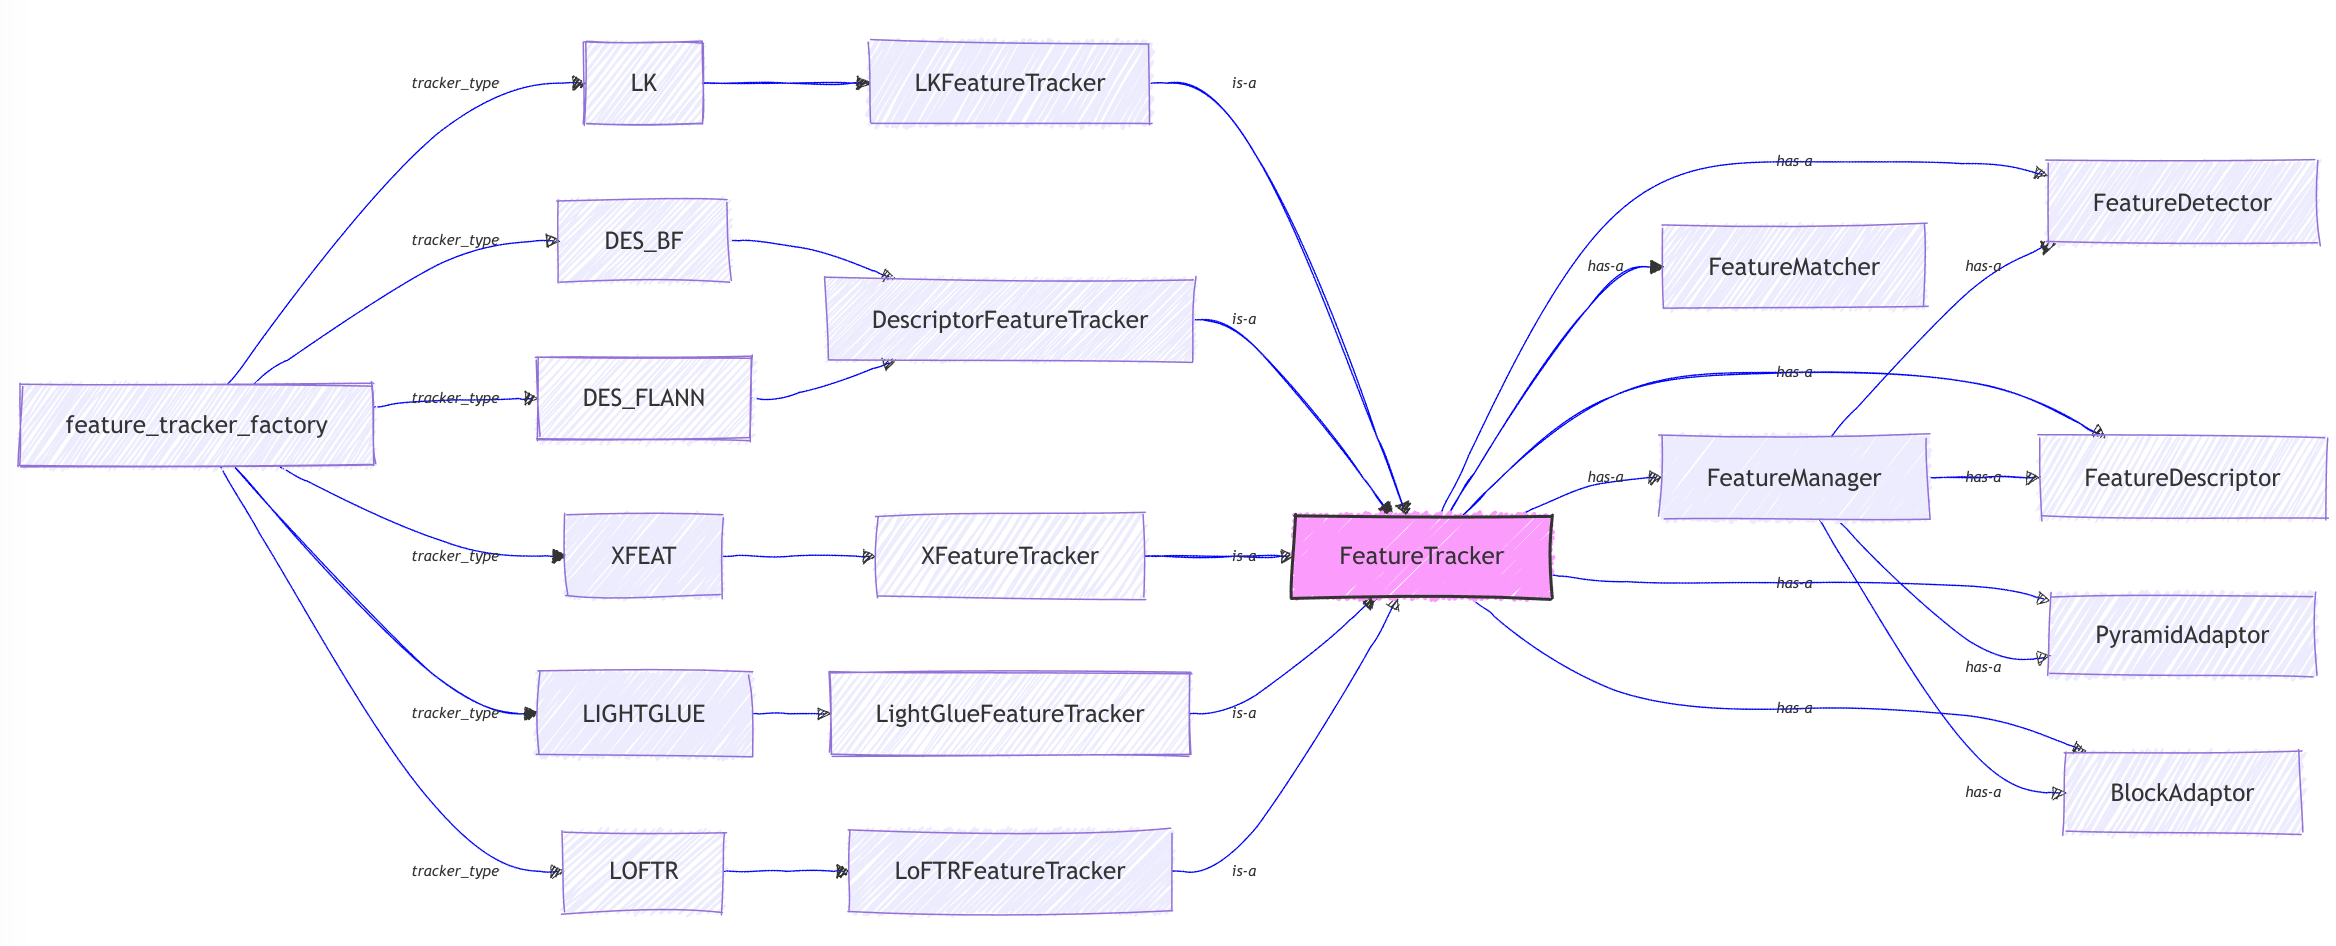 tracker_type
LK
LKFeatureTracker
is-a
has-a
FeatureDetector
tracker_type
DES_BF
has-a
FeatureMatcher
has-a
DescriptorFeatureTracker
is-a
has-a
tracker_type
DES_FLANN
feature_tracker_factory
has-a
FeatureManager
has-a
FeatureDescriptor
tracker_type
XFEAT
XFeatureTracker
is-a
FeatureTracker
has-a
PyramidAdaptor
has-a
tracker_type
LIGHTGLUE
LightGlueFeatureTracker
is-a
has-a
has-a
BlockAdaptor
tracker_type
LOFTR
LoFTRFeatureTracker
is-a